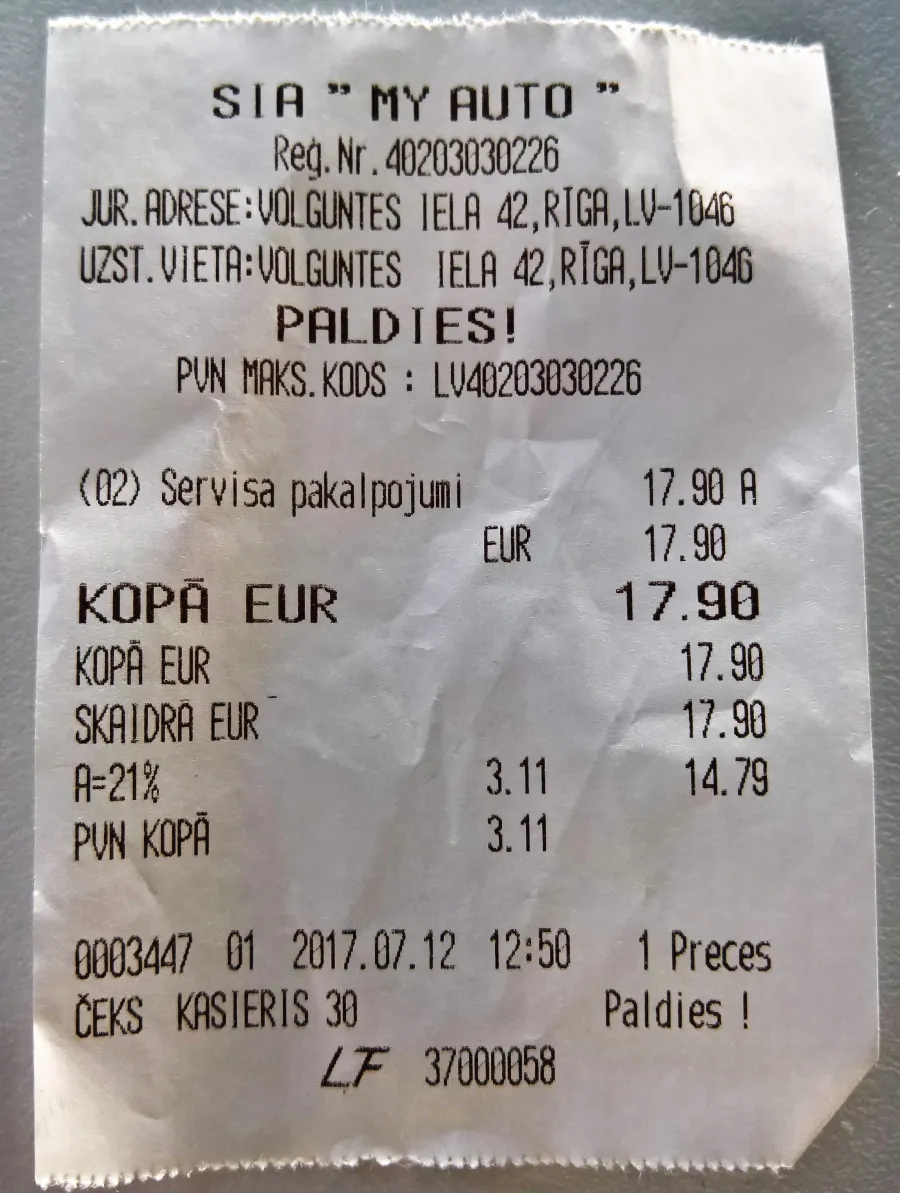 SIA " MY AUTO "
Reģ.Nr.40203030226
JUR.ADRESE:VOLGUNTES IELA 42,RĪGA,LV-1046
UZST.VIETA:VOLGUNTES IELA 42,RĪGA,LV-1046
PALDIES!
PVN MAKS.KODS : LV40203030226
(02) Servisa pakalpojumi 17.90 A
EUR 17.90
KOPĀ EUR 17.90
KOPĀ EUR 17.90
SKAIDRĀ EUR 17.90
A=21% 3.11 14.79
PVN KOPĀ 3.11
0003447 01 2017.07.12 12:50 1 Preces
ČEKS KASIERIS 30 Paldies !
LF 37000058